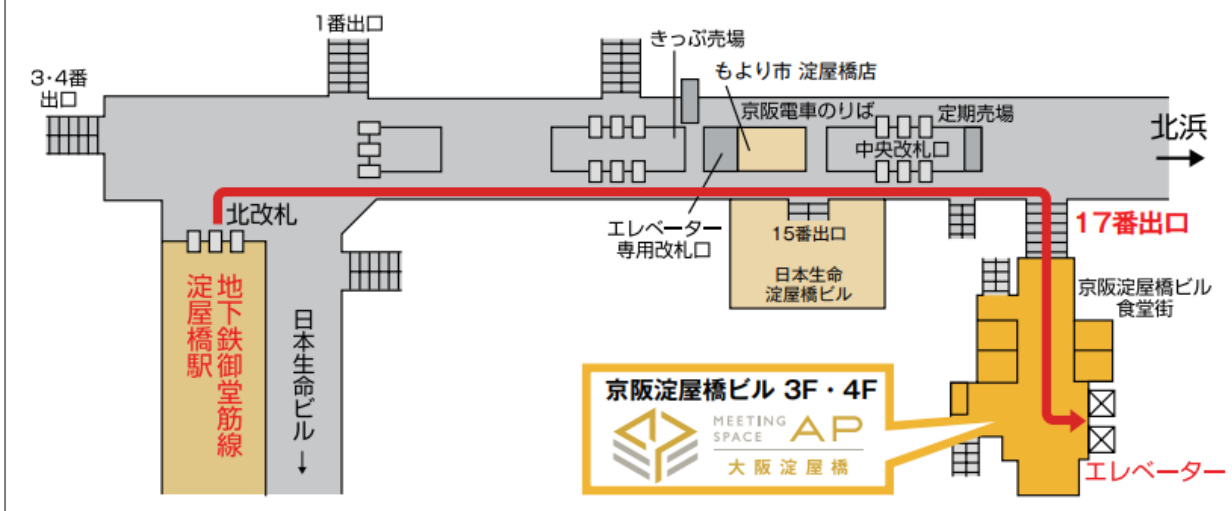 1番出口
きっぷ売場
もより市 淀屋橋店
3・4番
出口
京阪電車のりば
定期売場
北浜
中央改札口
北改札
エレベーター
専用改札口
15番出口
17番出口
日本生命
淀屋橋ビル
京阪淀屋橋ビル
食堂街
地下鉄御堂筋線
淀屋橋駅
日本生命ビル
京阪淀屋橋ビル 3F・4F
MEETING
SPACE
AP
大阪淀屋橋
エレベーター